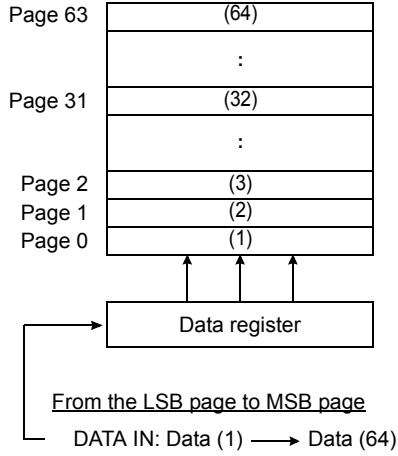 Page 63 (64)
:
Page 31 (32)
:
Page 2 (3)
Page 1 (2)
Page 0 (1)
Data register
From the LSB page to MSB page
DATA IN: Data (1) → Data (64)